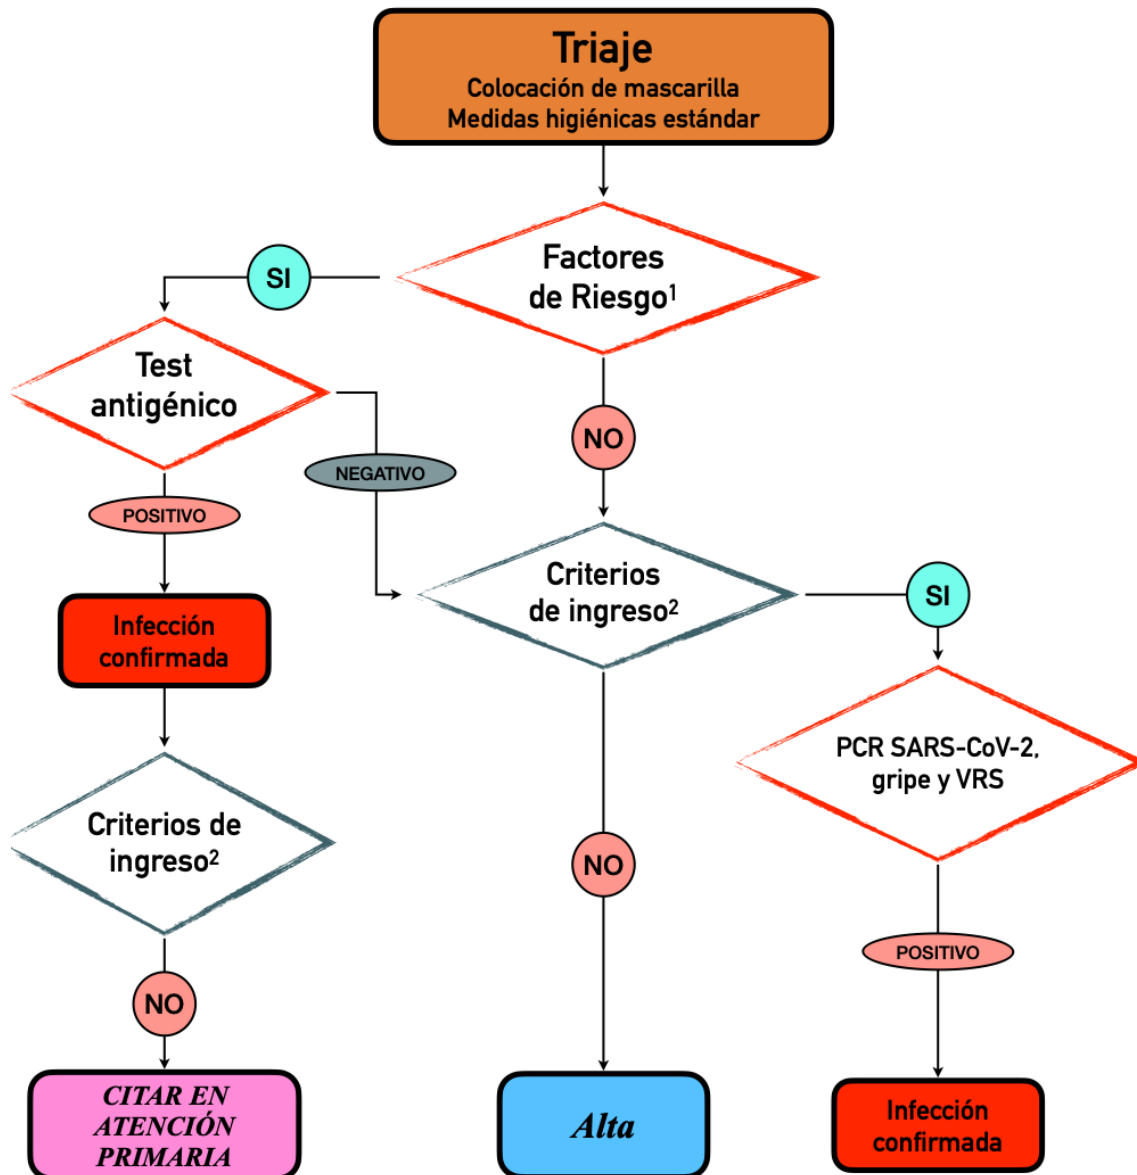 Triaje
Colocación de mascarilla
Medidas higiénicas estándar
SI
Factores
de Riesgo¹
Test
antigénico
NO
NEGATIVO
POSITIVO
Criterios
de ingreso²
SI
Infección
confirmada
PCR SARS-CoV-2,
gripe y VRS
Criterios de
ingreso²
NO
POSITIVO
NO
CITAR EN
ATENCIÓN
PRIMARIA
Alta
Infección
confirmada